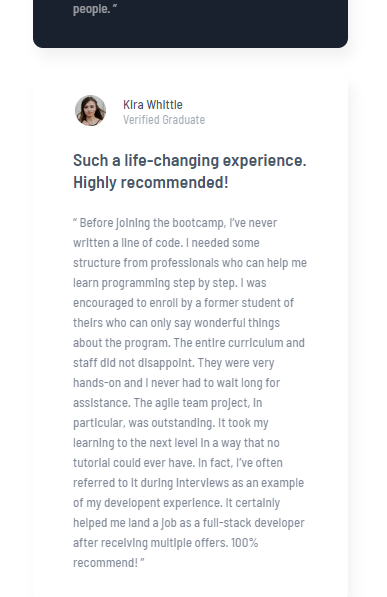 people. ”
Kira Whittle
Verified Graduate
Such a life-changing experience.
Highly recommended!
“ Before joining the bootcamp, I’ve never
written a line of code. I needed some
structure from professionals who can help me
learn programming step by step. I was
encouraged to enroll by a former student of
theirs who can only say wonderful things
about the program. The entire curriculum and
staff did not disappoint. They were very
hands-on and I never had to wait long for
assistance. The agile team project, in
particular, was outstanding. It took my
learning to the next level in a way that no
tutorial could ever have. In fact, I’ve often
referred to it during interviews as an example
of my developent experience. It certainly
helped me land a job as a full-stack developer
after receiving multiple offers. 100%
recommend! ”